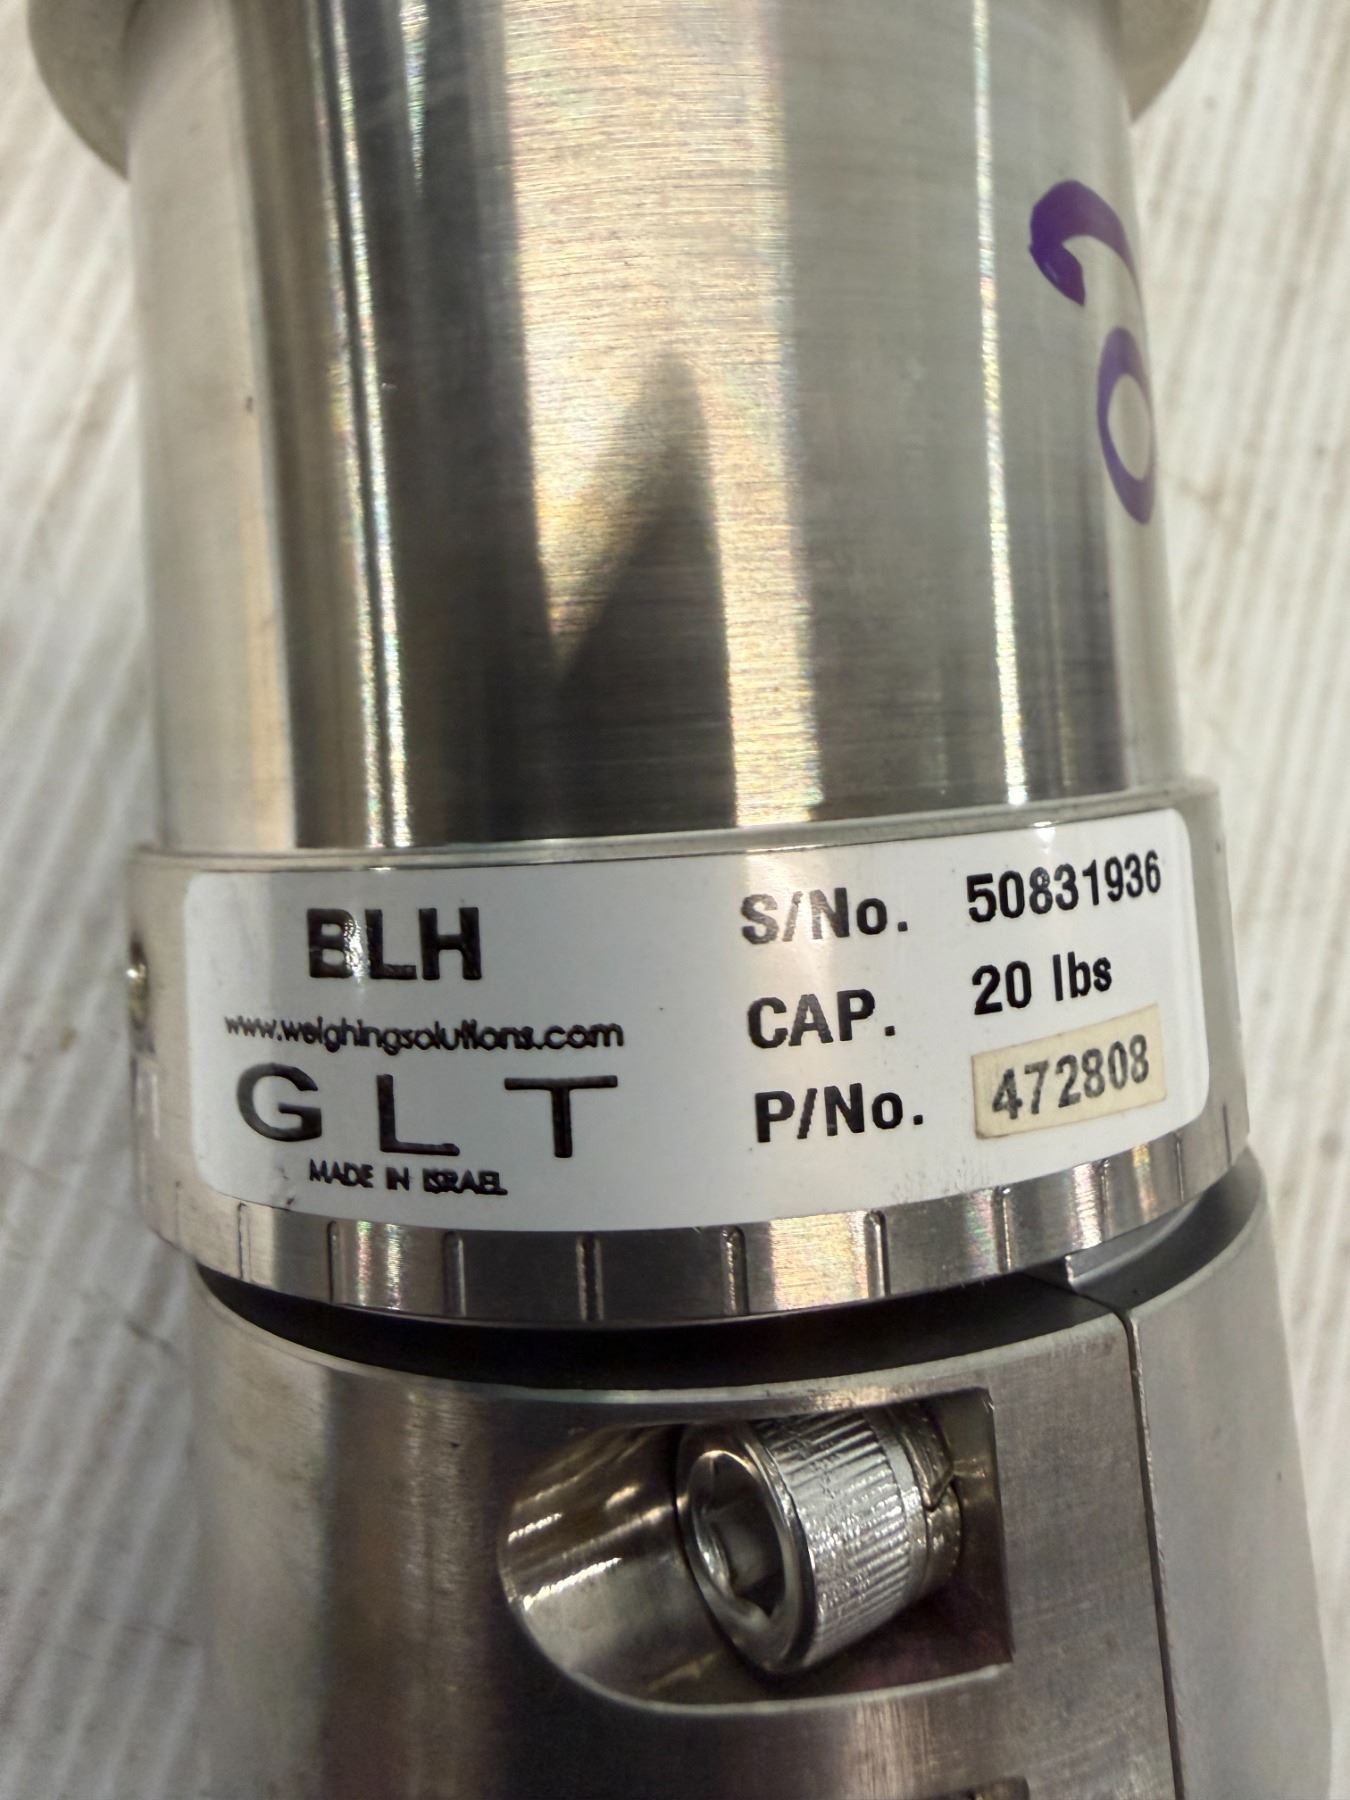 BLH
www.weighingsolutions.com
GLT
MADE IN ISRAEL
S/No. 50831936
CAP. 20 lbs
P/No. 472808